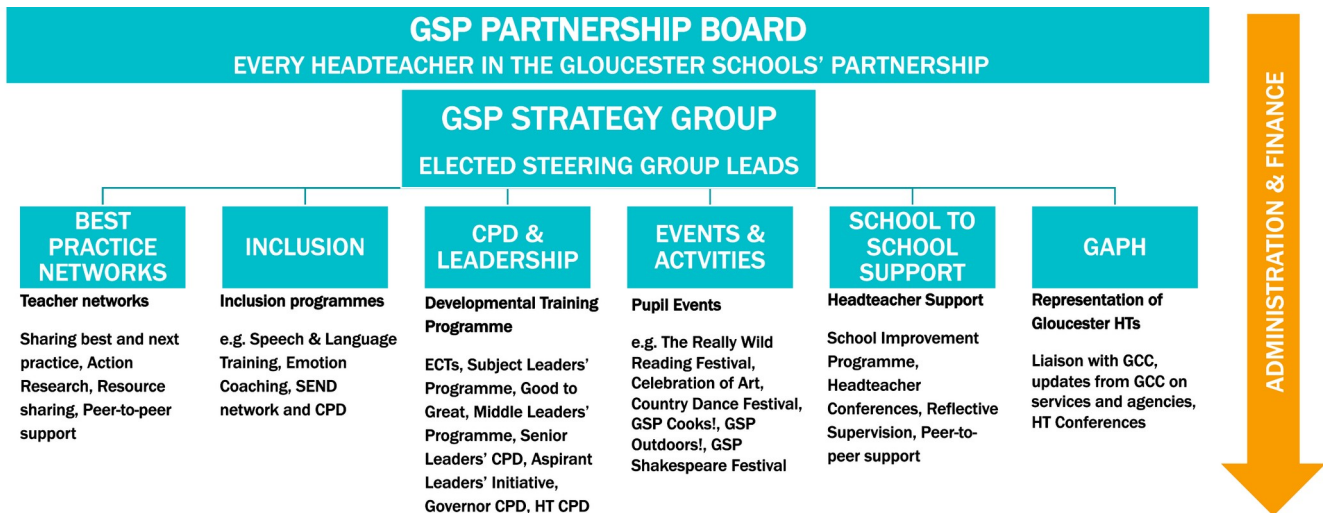 GSP PARTNERSHIP BOARD
EVERY HEADTEACHER IN THE GLOUCESTER SCHOOLS' PARTNERSHIP
GSP STRATEGY GROUP
ELECTED STEERING GROUP LEADS
BEST
PRACTICE
NETWORKS
Teacher networks
Sharing best and next
practice, Action
Research, Resource
sharing, Peer-to-peer
support
INCLUSION
Inclusion programmes
e.g. Speech & Language
Training, Emotion
Coaching, SEND
network and CPD
CPD &
LEADERSHIP
Developmental Training
Programme
ECTs, Subject Leaders'
Programme, Good to
Great, Middle Leaders'
Programme, Senior
Leaders' CPD, Aspirant
Leaders' Initiative,
Governor CPD, HT CPD
EVENTS &
ACTVITIES
Pupil Events
e.g. The Really Wild
Reading Festival,
Celebration of Art,
Country Dance Festival,
GSP Cooks!, GSP
Outdoors!, GSP
Shakespeare Festival
SCHOOL TO
SCHOOL
SUPPORT
Headteacher Support
School Improvement
Programme,
Headteacher
Conferences, Reflective
Supervision, Peer-to-
peer support
GAPH
Representation of
Gloucester HTs
Liaison with GCC,
updates from GCC on
services and agencies,
HT Conferences
ADMINISTRATION & FINANCE